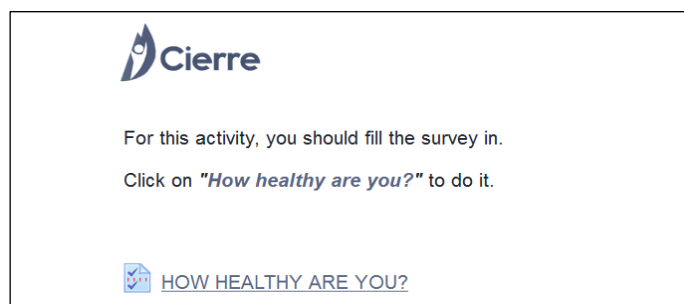 Cierre
For this activity, you should fill the survey in.
Click on "How healthy are you?" to do it.
HOW HEALTHY ARE YOU?